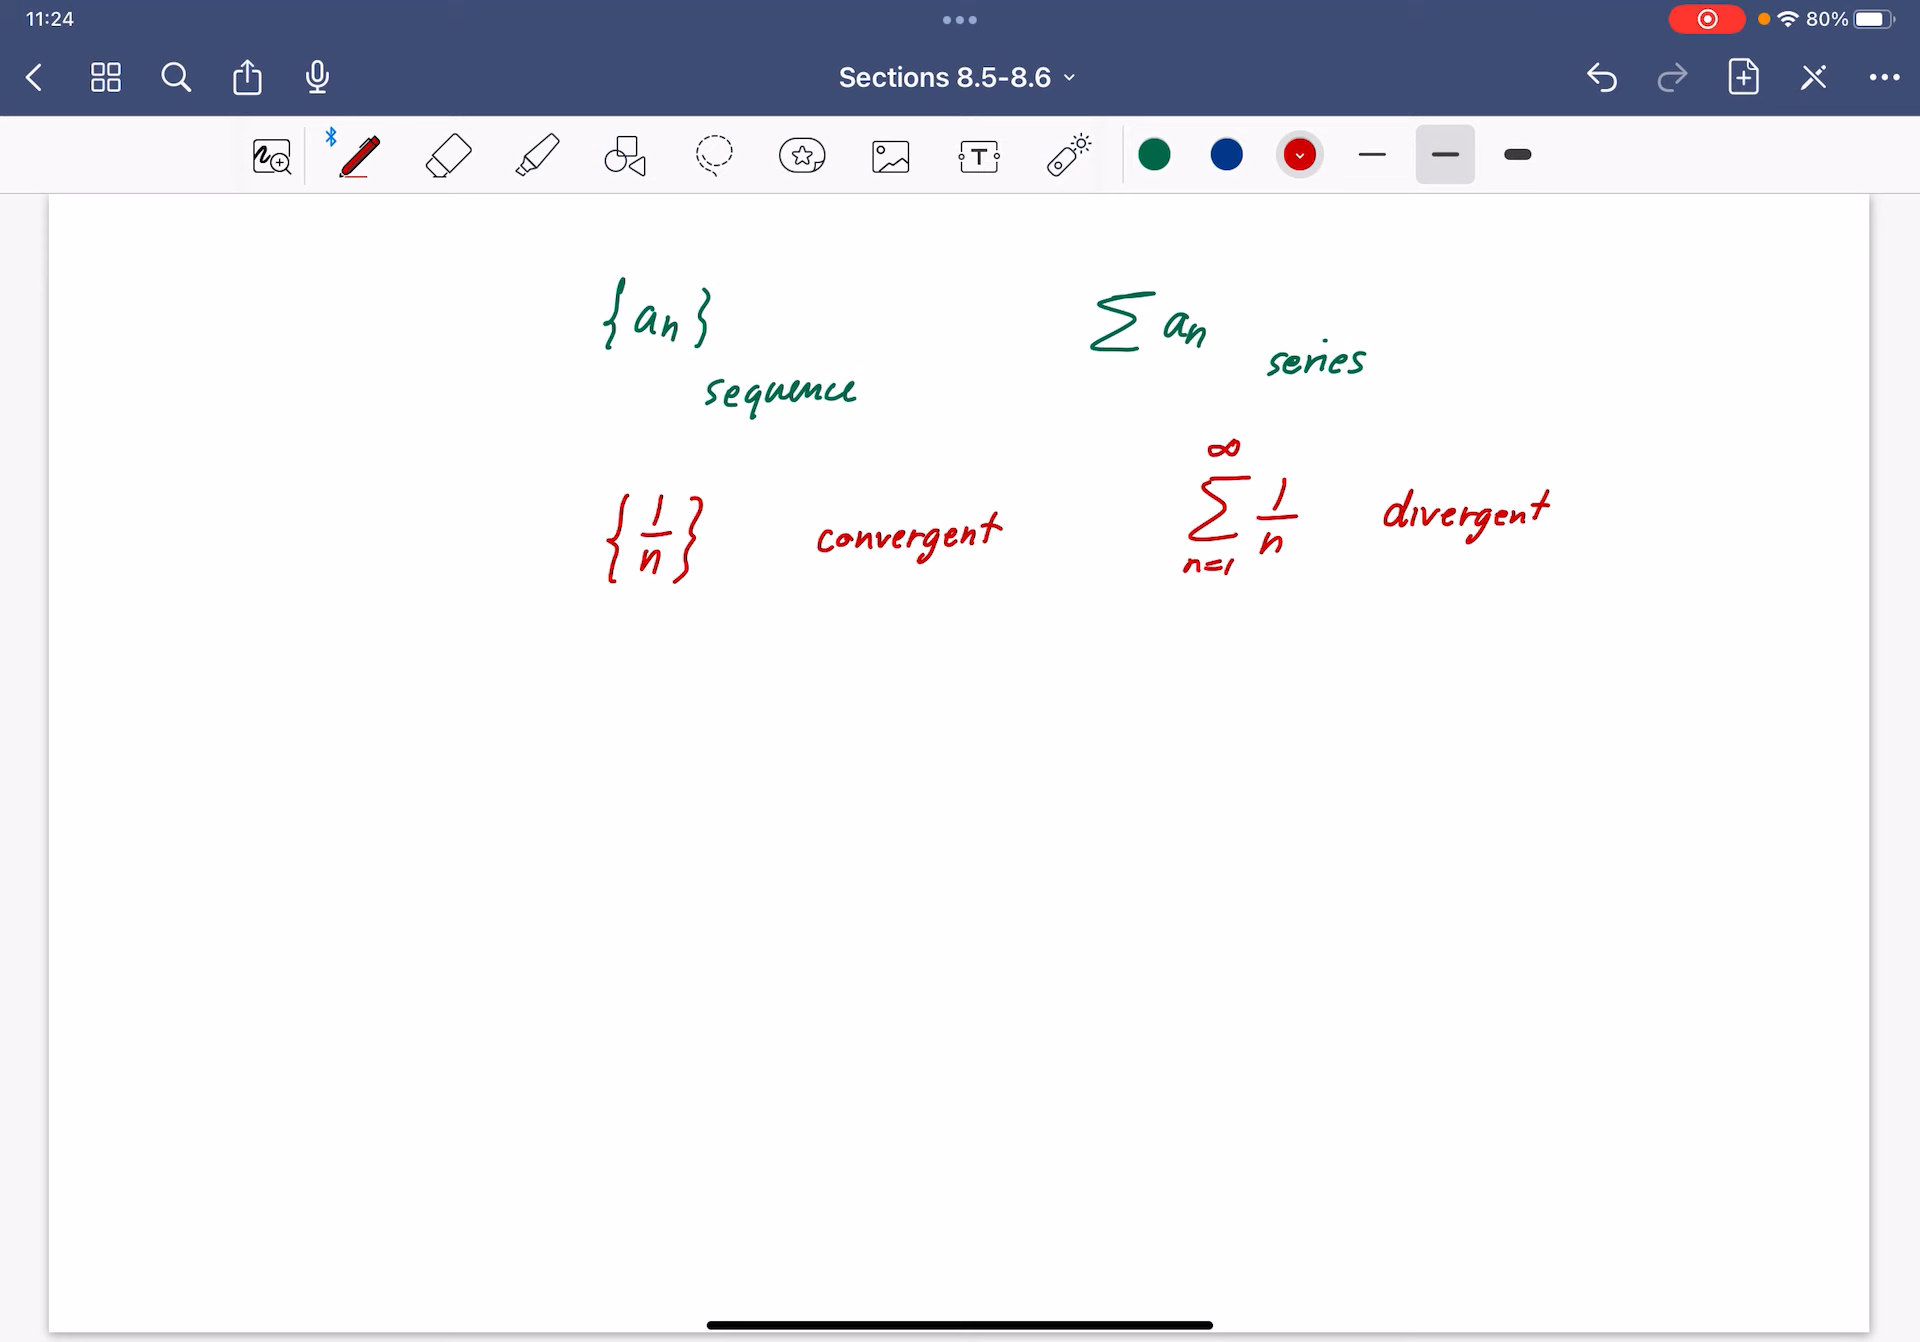 11:24
80%
Sections 8.5-8.6
T
{an} ∑ an
sequence series
{1/n} convergent ∞ ∑ n=1 1/n divergent